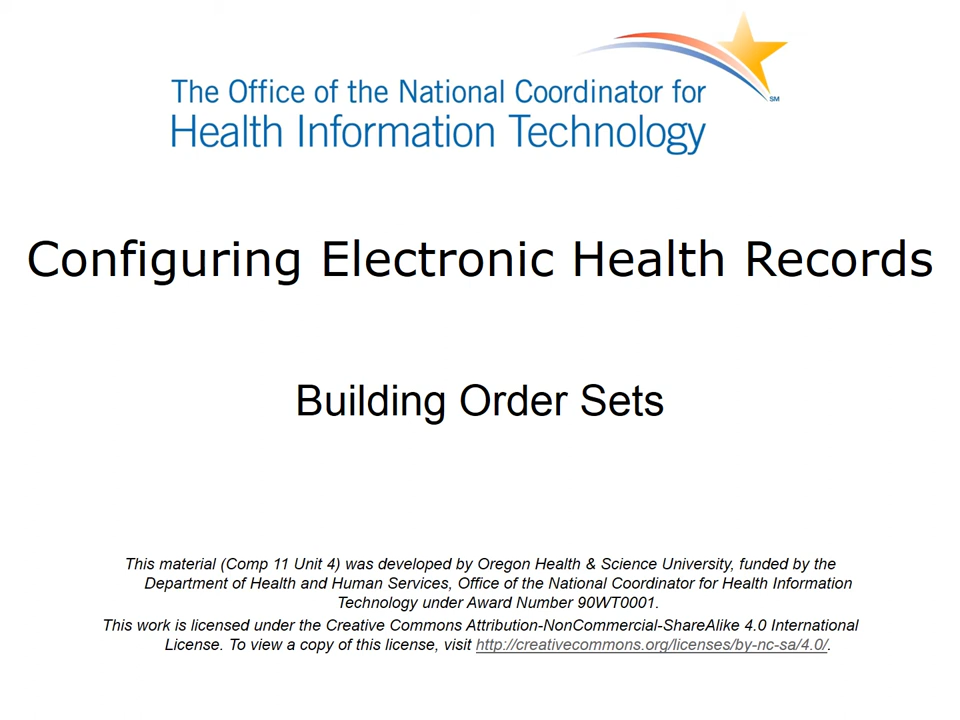 The Office of the National Coordinator for
Health Information Technology
SM
Configuring Electronic Health Records
Building Order Sets
This material (Comp 11 Unit 4) was developed by Oregon Health & Science University, funded by the
Department of Health and Human Services, Office of the National Coordinator for Health Information
Technology under Award Number 90WT0001.
This work is licensed under the Creative Commons Attribution-NonCommercial-ShareAlike 4.0 International
License. To view a copy of this license, visit http://creativecommons.org/licenses/by-nc-sa/4.0/.